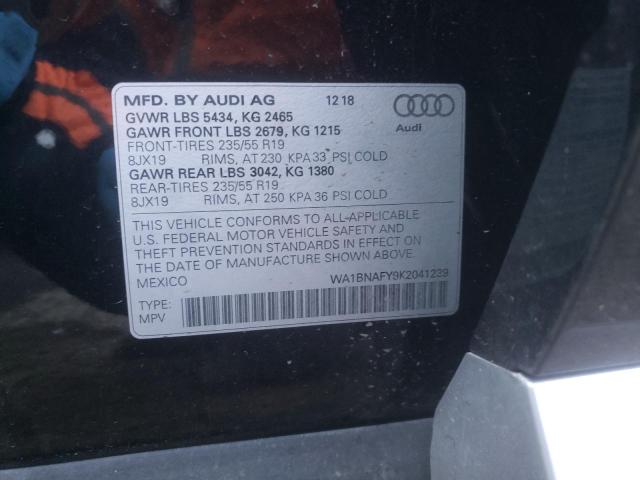 MFD. BY AUDI AG 12 18
GVWR LBS 5434, KG 2465
GAWR FRONT LBS 2679, KG 1215
FRONT-TIRES 235/55 R19
8JX19 RIMS, AT 230 KPA 33 PSI COLD
GAWR REAR LBS 3042, KG 1380
REAR-TIRES 235/55 R19
8JX19 RIMS, AT 250 KPA 36 PSI COLD
Audi
THIS VEHICLE CONFORMS TO ALL APPLICABLE
U.S. FEDERAL MOTOR VEHICLE SAFETY AND
THEFT PREVENTION STANDARDS IN EFFECT ON
THE DATE OF MANUFACTURE SHOWN ABOVE.
MEXICO WA1BNAFY9K2041239
TYPE:
MPV